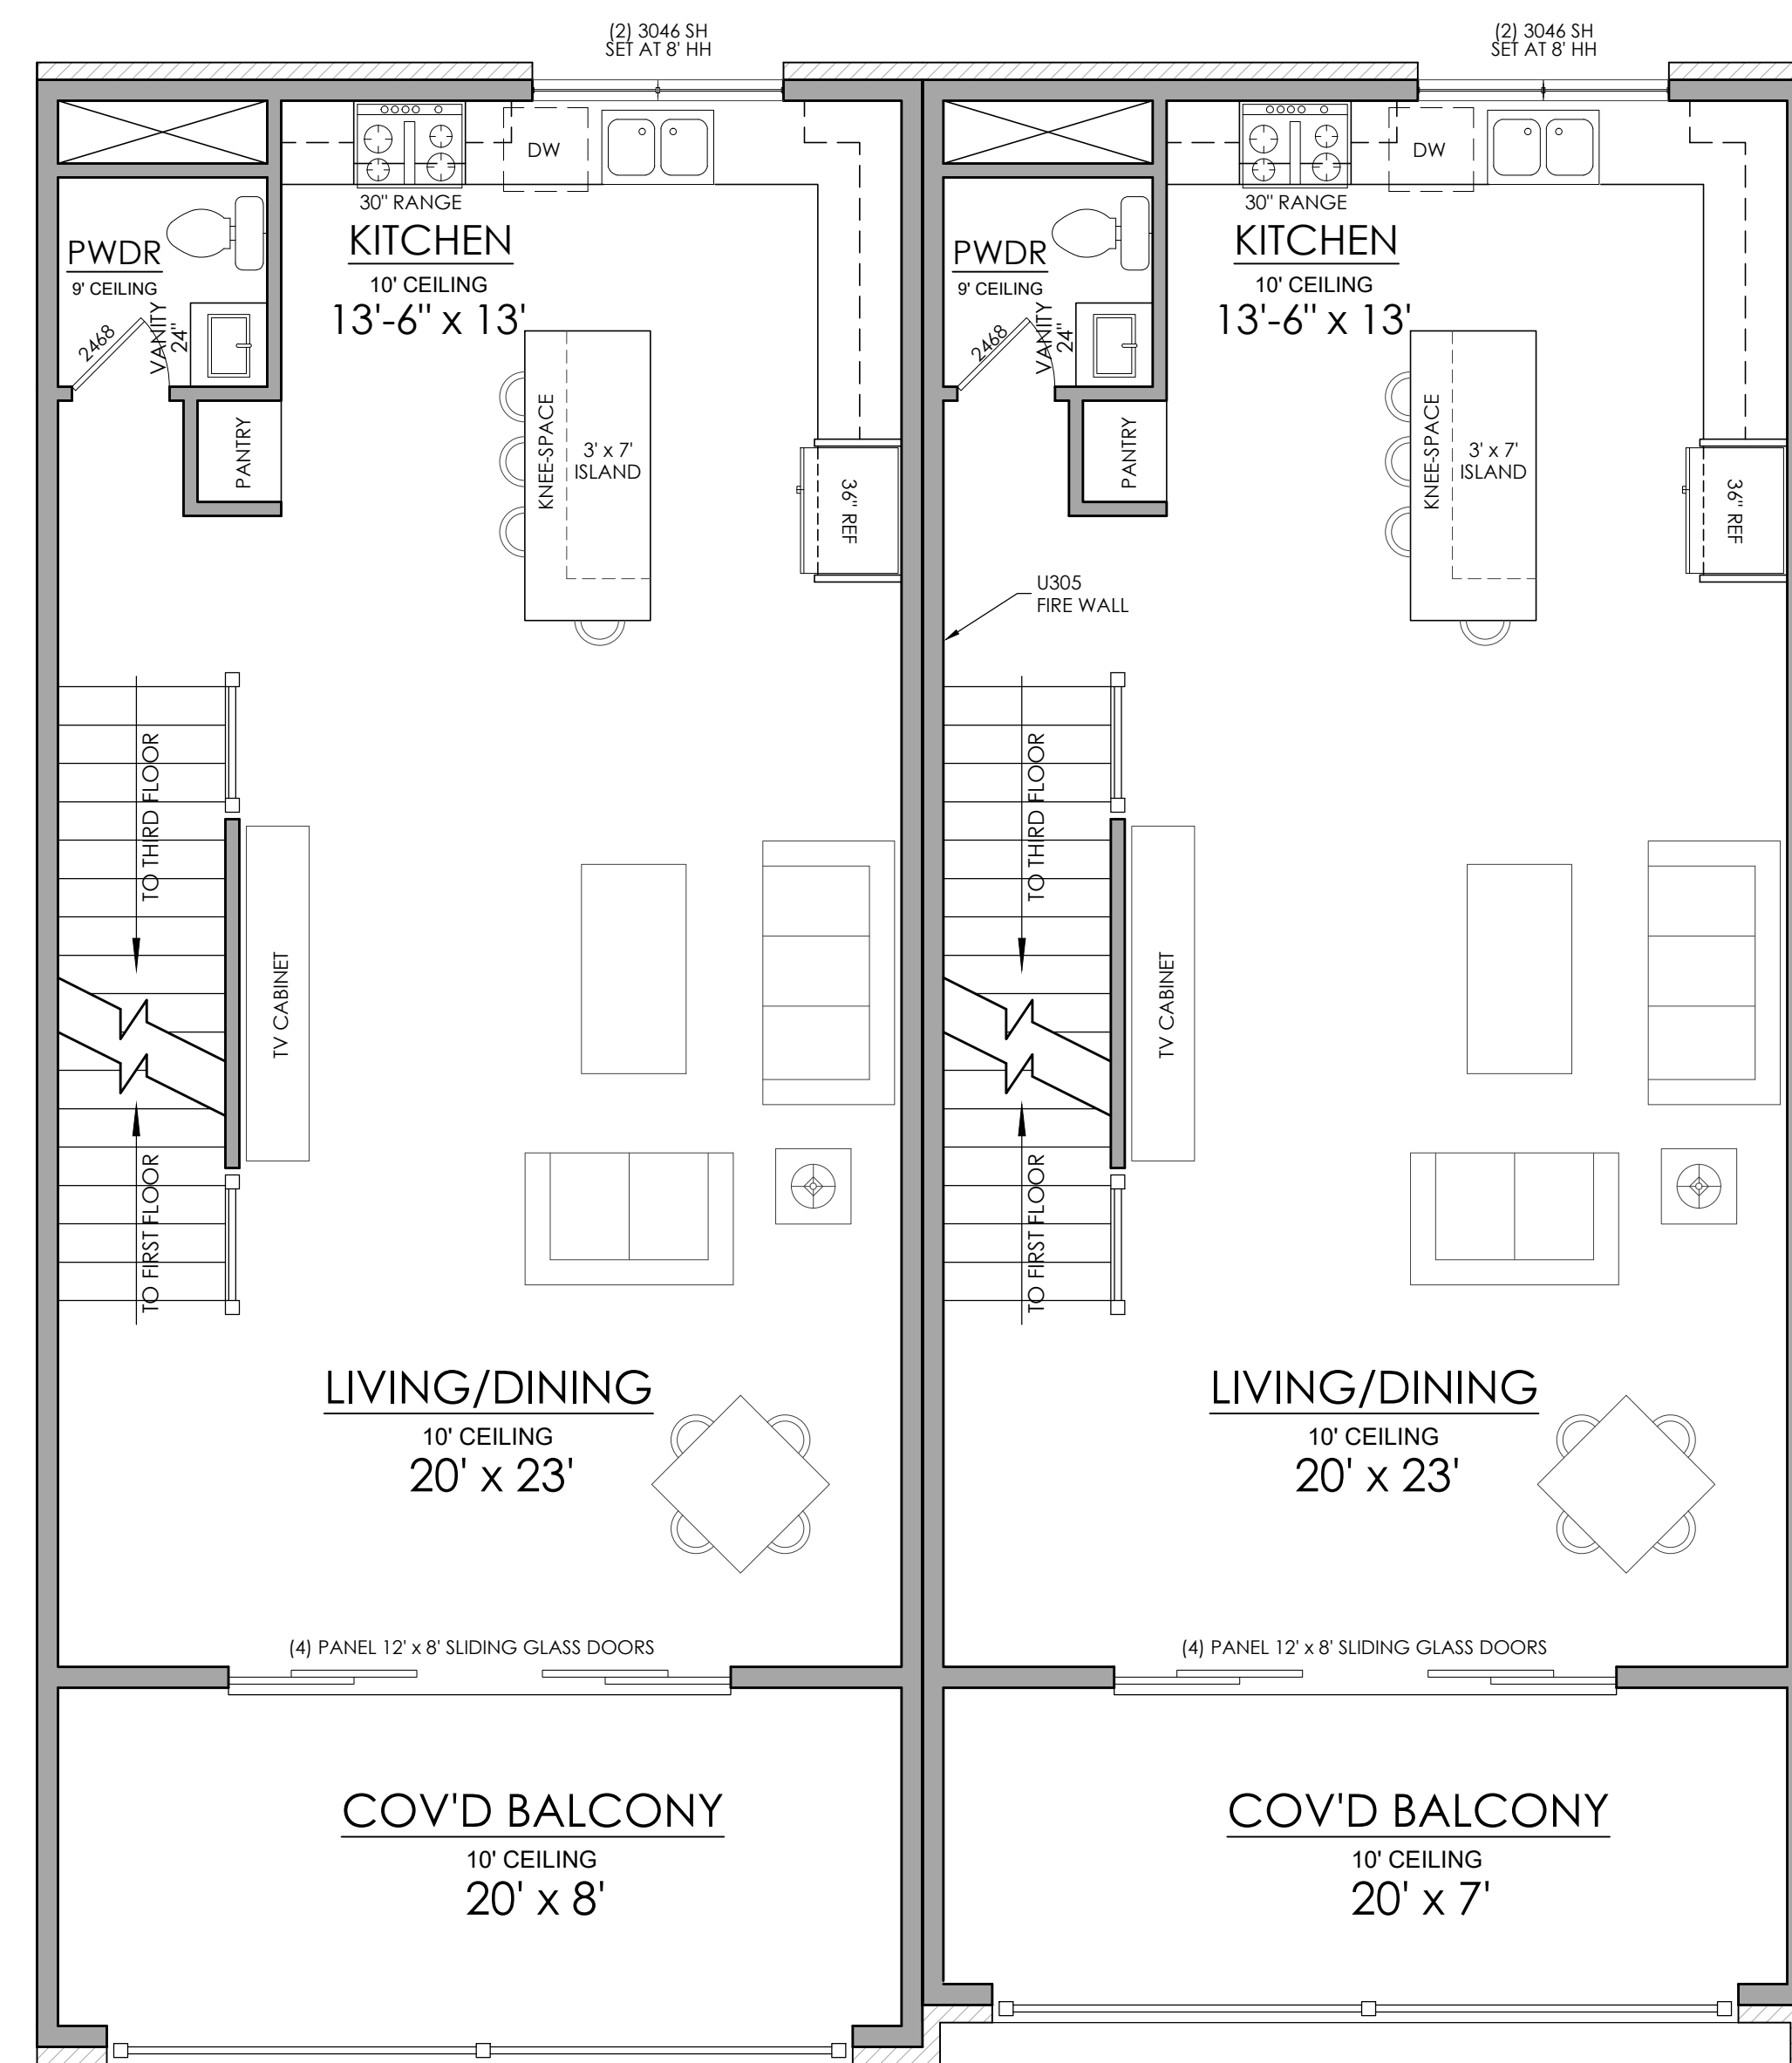 (2) 3046 SH
SET AT 8' HH
DW
30" RANGE
KITCHEN
10' CEILING
13'-6" x 13'
PWDR
9' CEILING
2468
VANITY
24"
PANTRY
KNEE-SPACE
3' x 7'
ISLAND
36" REF
TO THIRD FLOOR
TV CABINET
TO FIRST FLOOR
LIVING/DINING
10' CEILING
20' x 23'
(4) PANEL 12' x 8' SLIDING GLASS DOORS
COV'D BALCONY
10' CEILING
20' x 8'
(2) 3046 SH
SET AT 8' HH
DW
30" RANGE
KITCHEN
10' CEILING
13'-6" x 13'
PWDR
9' CEILING
2468
VANITY
24"
PANTRY
KNEE-SPACE
3' x 7'
ISLAND
36" REF
U305
FIRE WALL
TO THIRD FLOOR
TV CABINET
TO FIRST FLOOR
LIVING/DINING
10' CEILING
20' x 23'
(4) PANEL 12' x 8' SLIDING GLASS DOORS
COV'D BALCONY
10' CEILING
20' x 7'